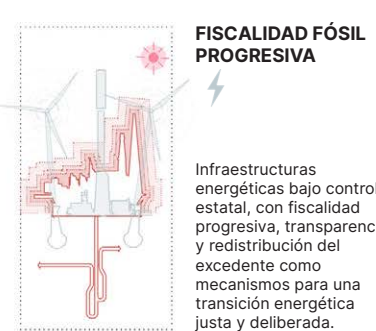 FISCALIDAD FÓSIL
PROGRESIVA
Infraestructuras
energéticas bajo control
estatal, con fiscalidad
progresiva, transparenc
y redistribución del
excedente como
mecanismos para una
transición energética
justa y deliberada.